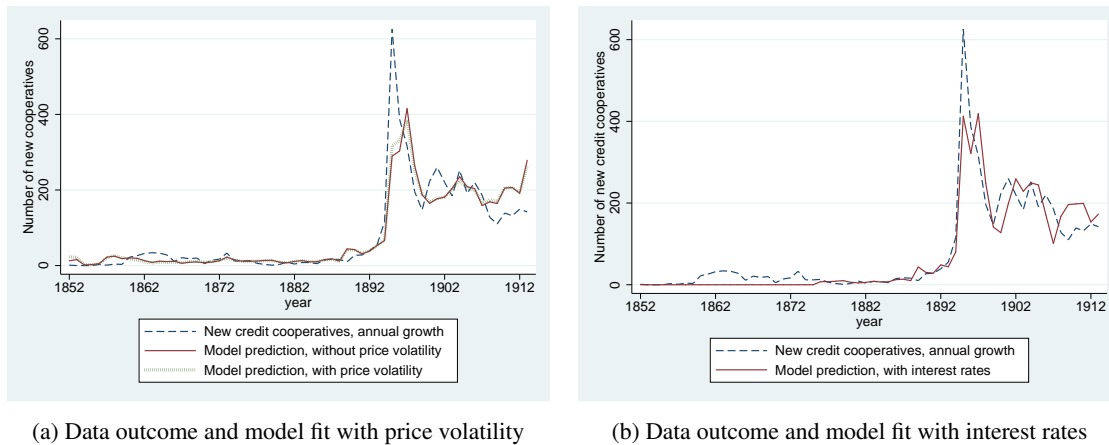 Number of new cooperatives
600
400
200
0
1852
1862
1872
1882
1892
1902
1912
year
New credit cooperatives, annual growth
Model prediction, without price volatility
Model prediction, with price volatility
(a) Data outcome and model fit with price volatility
Number of new credit cooperatives
600
400
200
0
1852
1862
1872
1882
1892
1902
1912
year
New credit cooperatives, annual growth
Model prediction, with interest rates
(b) Data outcome and model fit with interest rates